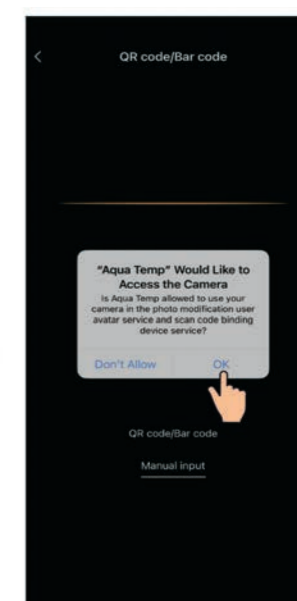 QR code/Bar code
"Aqua Temp" Would Like to
Access the Camera
Is Aqua Temp allowed to use your
camera in the photo modification user
avatar service and scan code binding
device service?
Don't Allow
OK
QR code/Bar code
Manual input